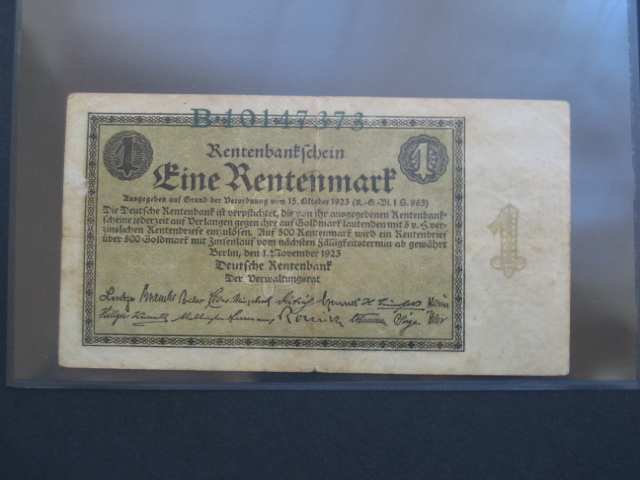 B·10147373
1 Rentenbankschein 1
Eine Rentenmark
Ausgegeben auf Grund der Verordnung vom 15. Oktober 1923 (R.-G.-Bl. I S. 963)
Die Deutsche Rentenbank ist verpflichtet, die von ihr ausgegebenen Rentenbank-
scheine jederzeit auf Verlangen gegen ihre auf Goldmark lautenden mit 5 v. H. ver-
zinslichen Rentenbriefe einzulösen. Auf 500 Rentenmark wird ein Rentenbrief
über 500 Goldmark mit Zinsenlauf vom nächsten Fälligkeitstermin ab gewährt
Berlin, den 1. November 1923
Deutsche Rentenbank
Der Verwaltungsrat
1